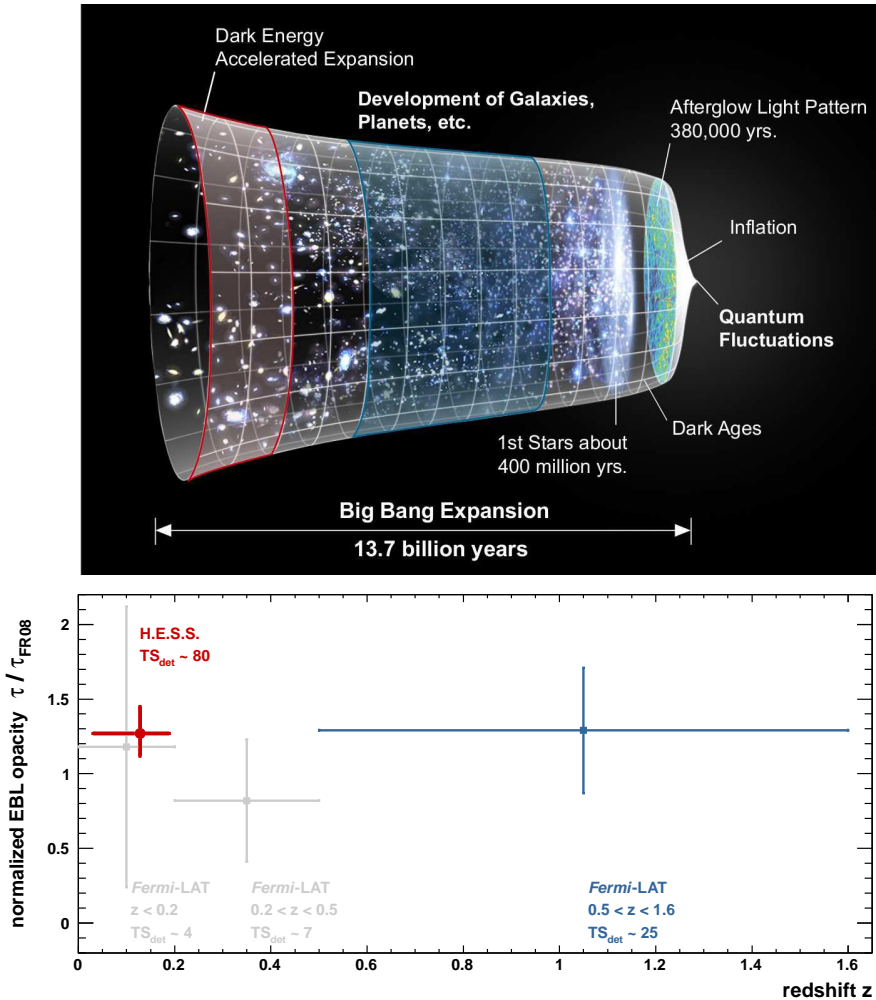 Dark Energy
Accelerated Expansion
Development of Galaxies,
Planets, etc.
Afterglow Light Pattern
380,000 yrs.
Inflation
Quantum
Fluctuations
Dark Ages
1st Stars about
400 million yrs.
Big Bang Expansion
13.7 billion years
normalized EBL opacity τ / τFR08
2
1.5
1
0.5
0
H.E.S.S.
TSdet ~ 80
Fermi-LAT
z < 0.2
TSdet ~ 4
Fermi-LAT
0.2 < z < 0.5
TSdet ~ 7
Fermi-LAT
0.5 < z < 1.6
TSdet ~ 25
0 0.2 0.4 0.6 0.8 1 1.2 1.4 1.6
redshift z